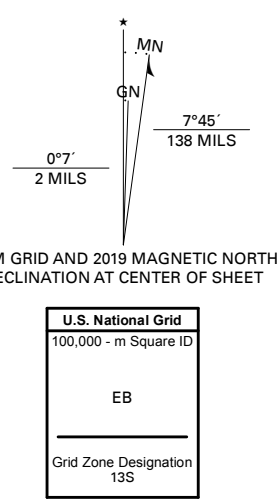 ★
MN
GN
7°45´
138 MILS
0°7´
2 MILS
GRID AND 2019 MAGNETIC NORTH
AT CENTER OF SHEET
U.S. National Grid
100,000 - m Square ID
EB
Grid Zone Designation
13S